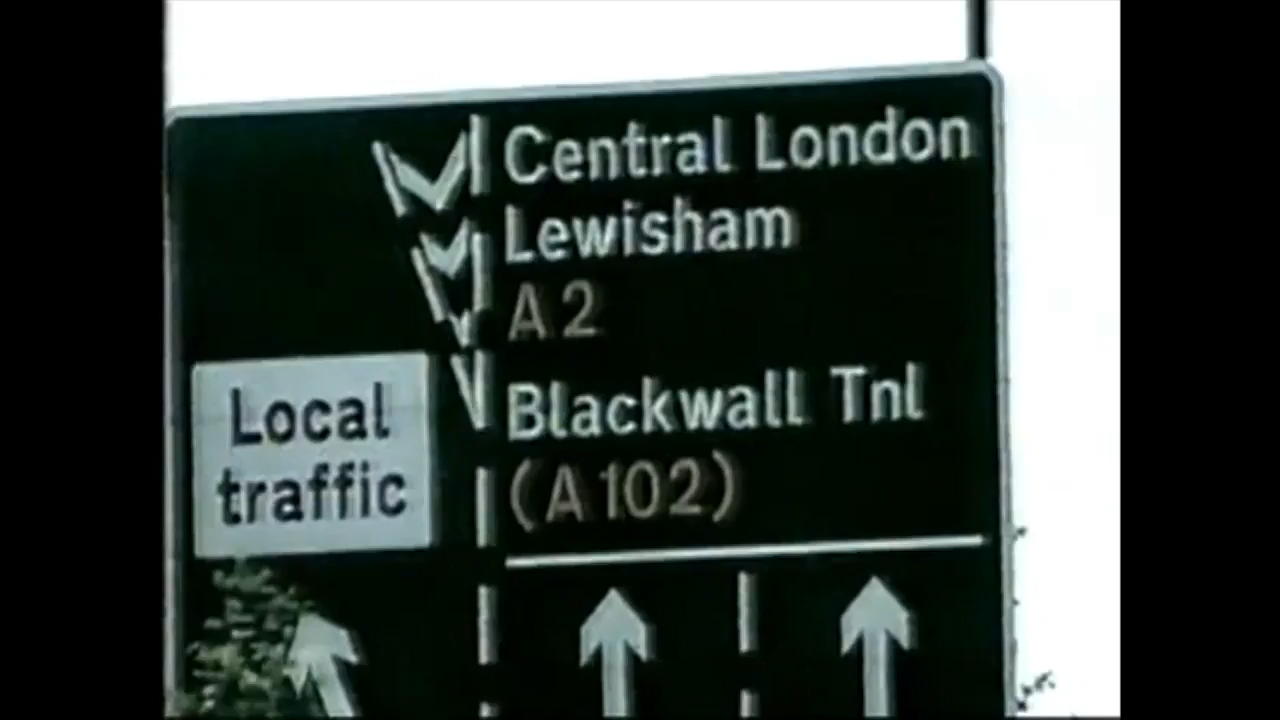 Central London
Lewisham
A2
Blackwall Tnl
(A102)
Local
traffic